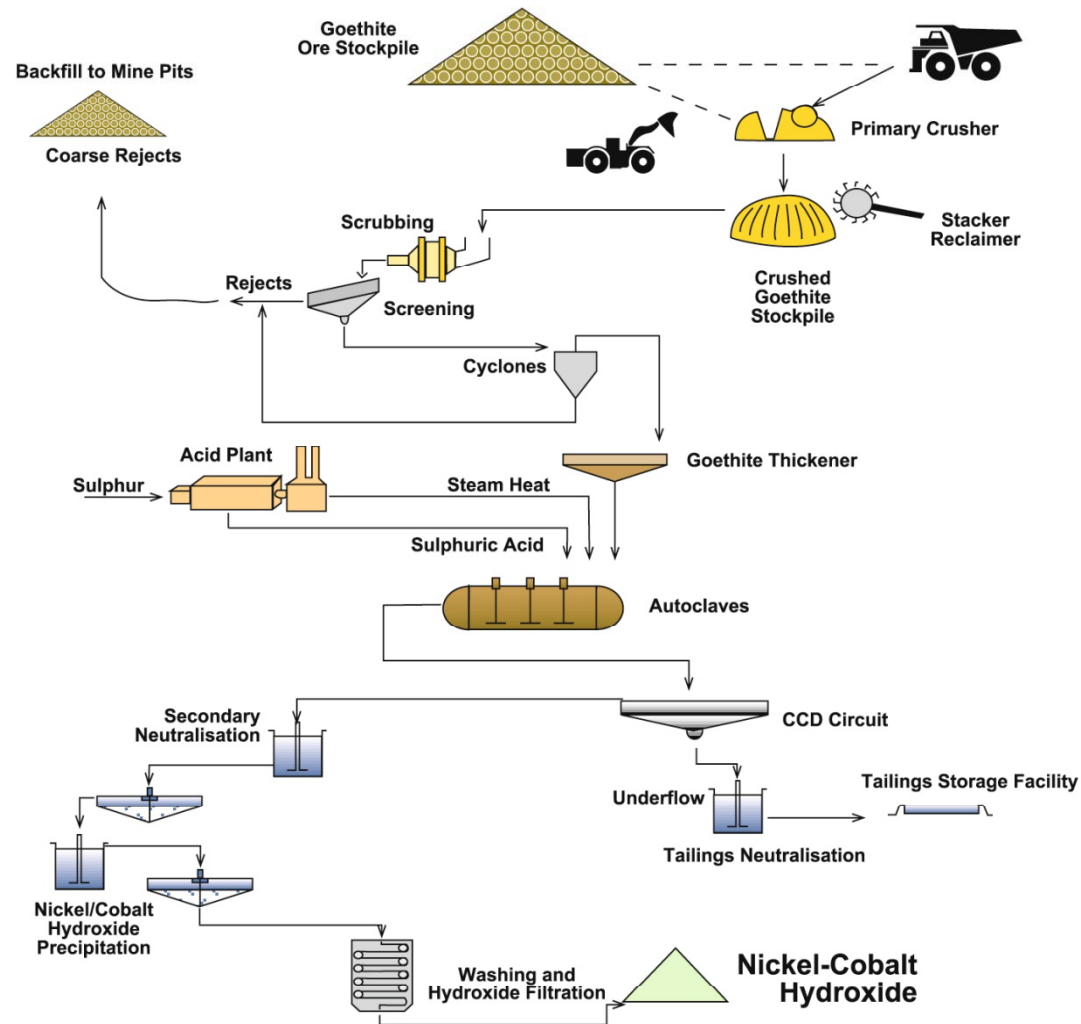 Goethite
Ore Stockpile
Backfill to Mine Pits
Coarse Rejects
Primary Crusher
Stacker
Reclaimer
Scrubbing
Crushed
Goethite
Stockpile
Rejects
Screening
Cyclones
Acid Plant
Goethite Thickener
Sulphur
Steam Heat
Sulphuric Acid
Autoclaves
Secondary
Neutralisation
CCD Circuit
Underflow
Tailings Storage Facility
Tailings Neutralisation
Nickel/Cobalt
Hydroxide
Precipitation
Washing and
Hydroxide Filtration
Nickel-Cobalt
Hydroxide